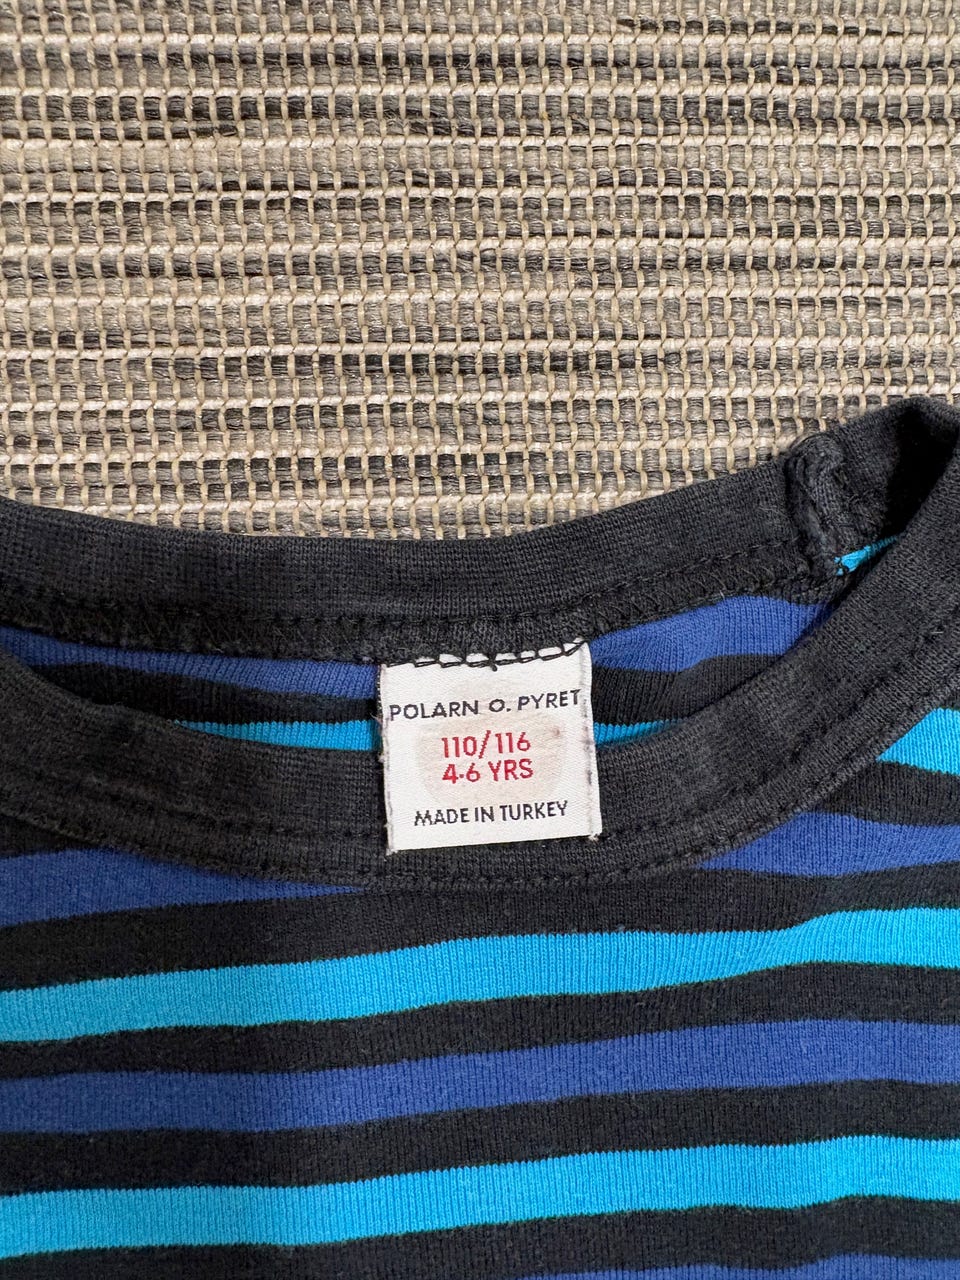 POLARN O. PYRET
110/116
4-6 YRS
MADE IN TURKEY